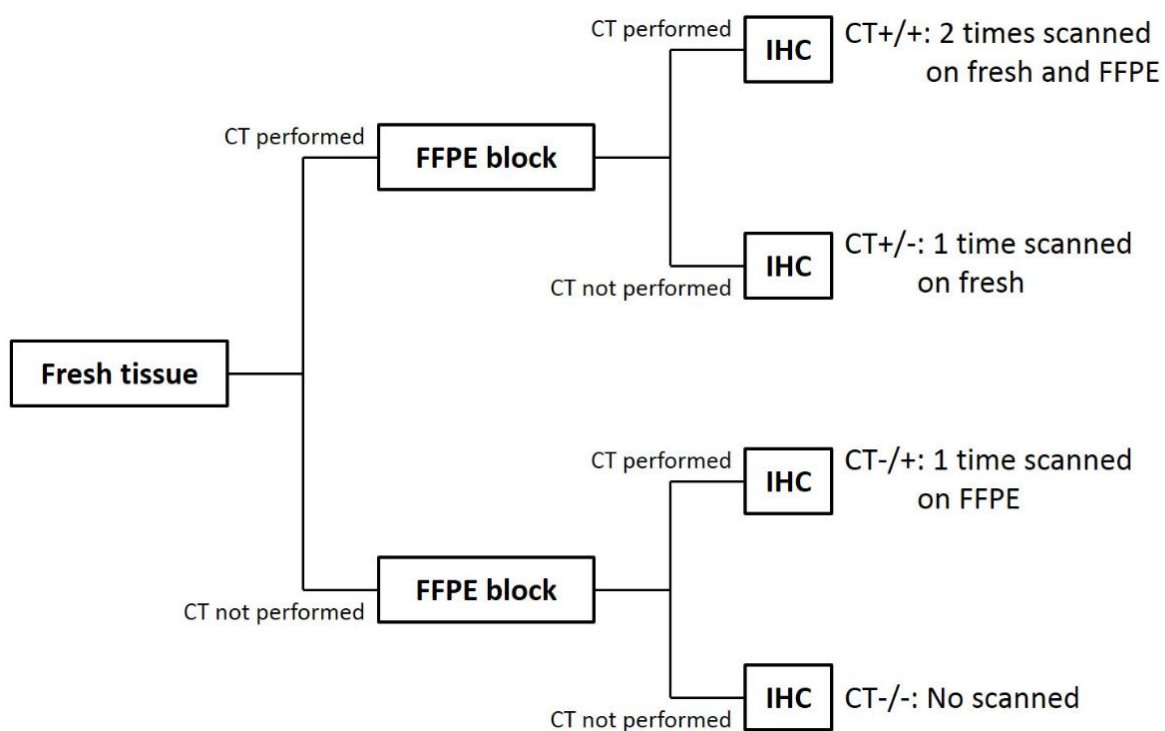 CT performed
IHC
CT+/+: 2 times scanned
on fresh and FFPE
CT performed
FFPE block
CT not performed
IHC
CT+/-: 1 time scanned
on fresh
Fresh tissue
CT performed
IHC
CT-/+: 1 time scanned
on FFPE
CT not performed
FFPE block
CT not performed
IHC
CT-/-: No scanned